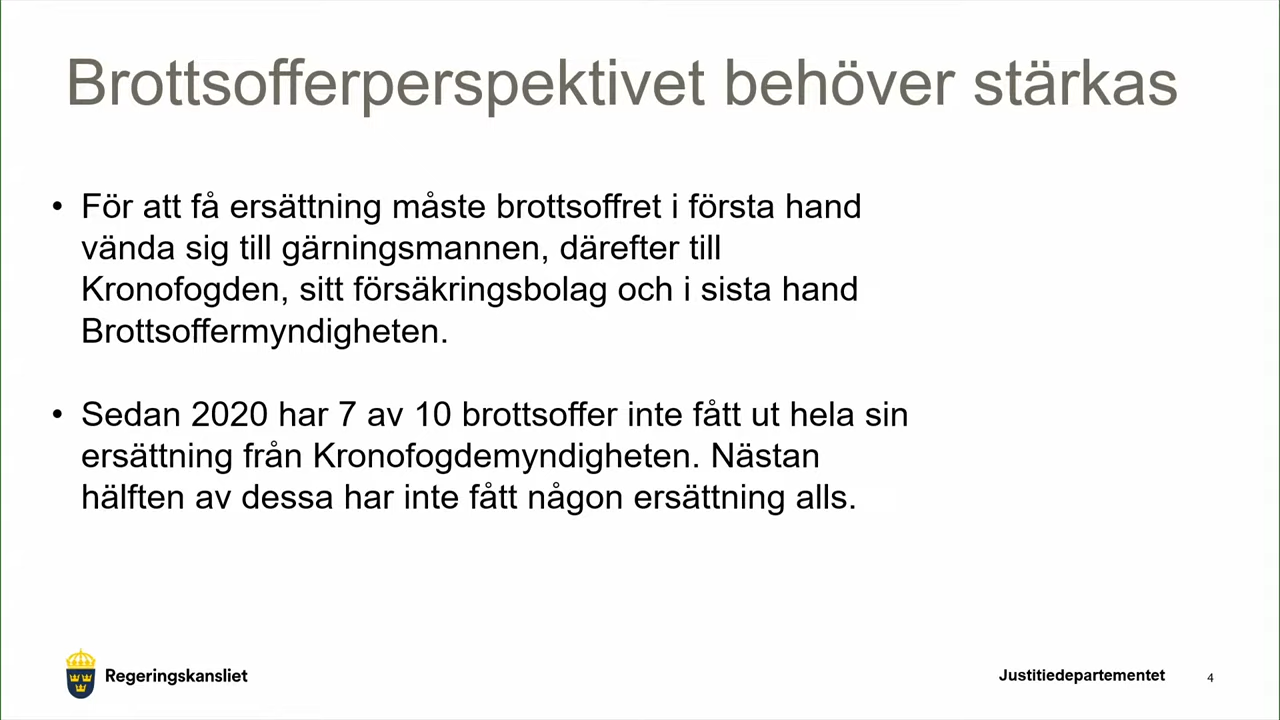 Brottsofferperspektivet behöver stärkas
• För att få ersättning måste brottsoffret i första hand
vända sig till gärningsmannen, därefter till
Kronofogden, sitt försäkringsbolag och i sista hand
Brottsoffermyndigheten.
• Sedan 2020 har 7 av 10 brottsoffer inte fått ut hela sin
ersättning från Kronofogdemyndigheten. Nästan
hälften av dessa har inte fått någon ersättning alls.
Regeringskansliet
Justitiedepartementet
4